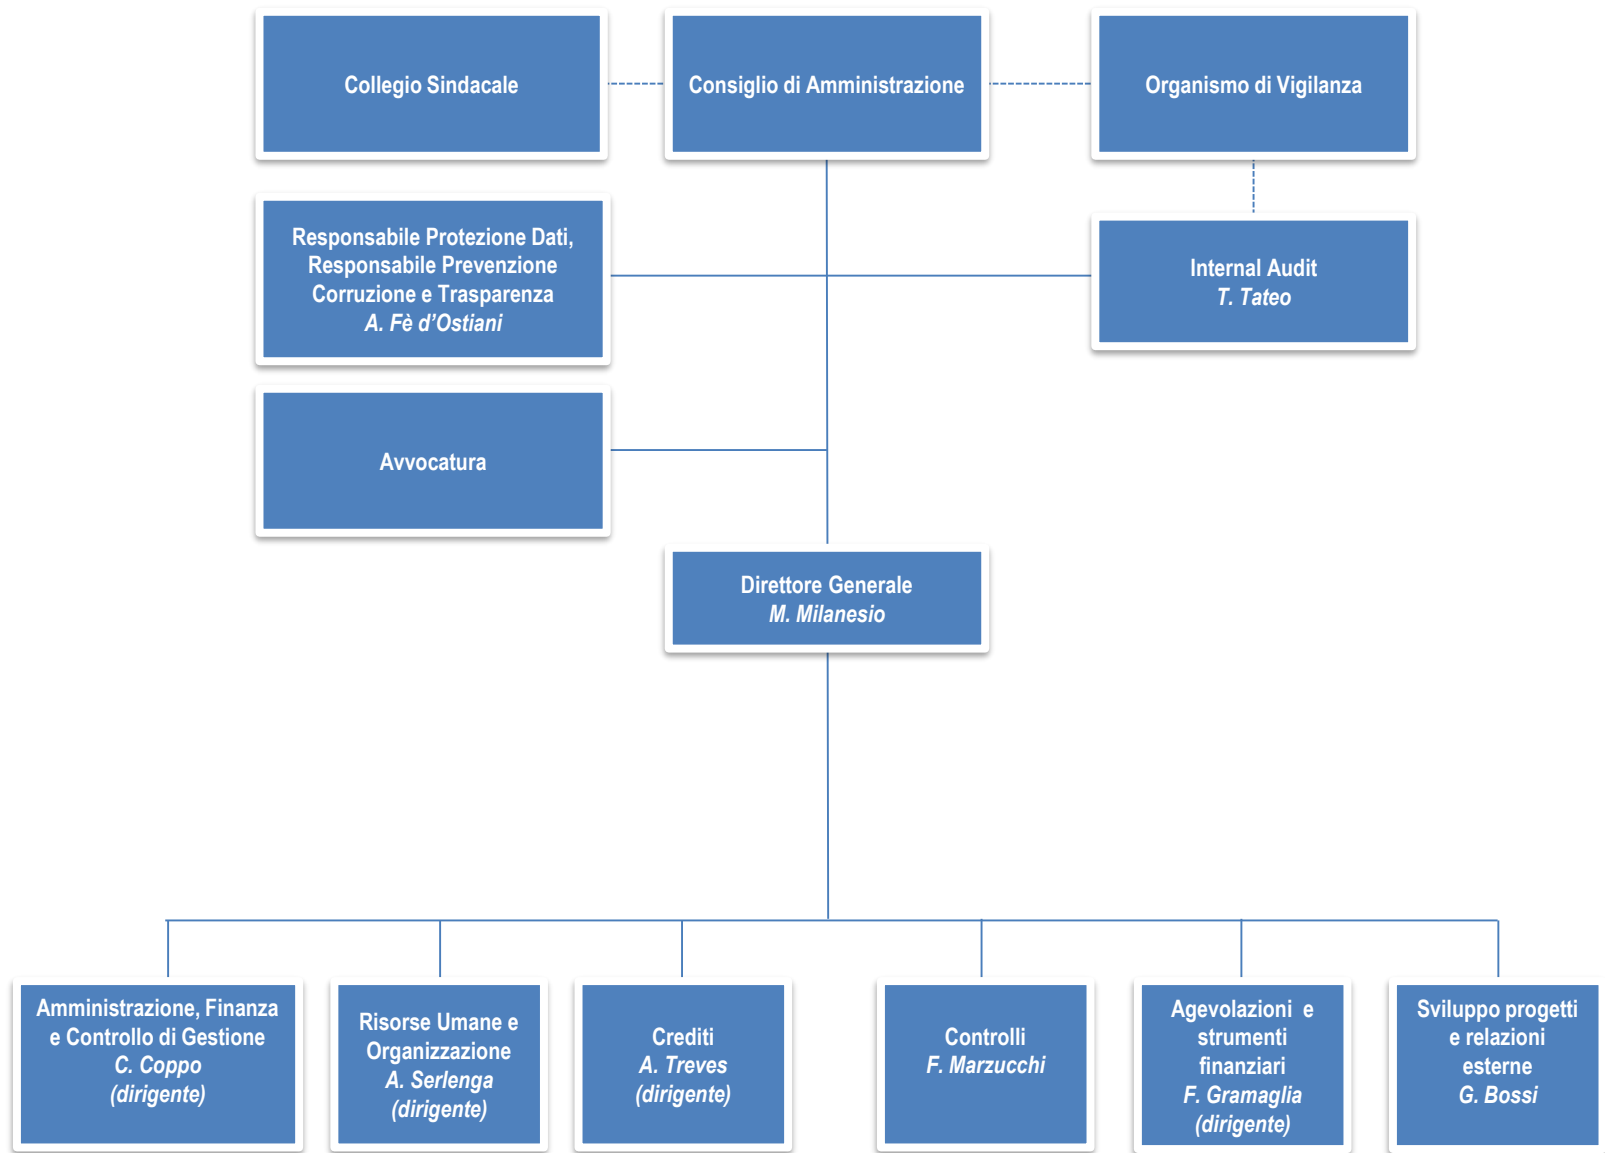 Collegio Sindacale
Consiglio di Amministrazione
Organismo di Vigilanza
Responsabile Protezione Dati,
Responsabile Prevenzione
Corruzione e Trasparenza
A. Fè d’Ostiani
Internal Audit
T. Tateo
Avvocatura
Direttore Generale
M. Milanesio
Amministrazione, Finanza
e Controllo di Gestione
C. Coppo
(dirigente)
Risorse Umane e
Organizzazione
A. Serlenga
(dirigente)
Crediti
A. Treves
(dirigente)
Controlli
F. Marzucchi
Agevolazioni e
strumenti
finanziari
F. Gramaglia
(dirigente)
Sviluppo progetti
e relazioni
esterne
G. Bossi